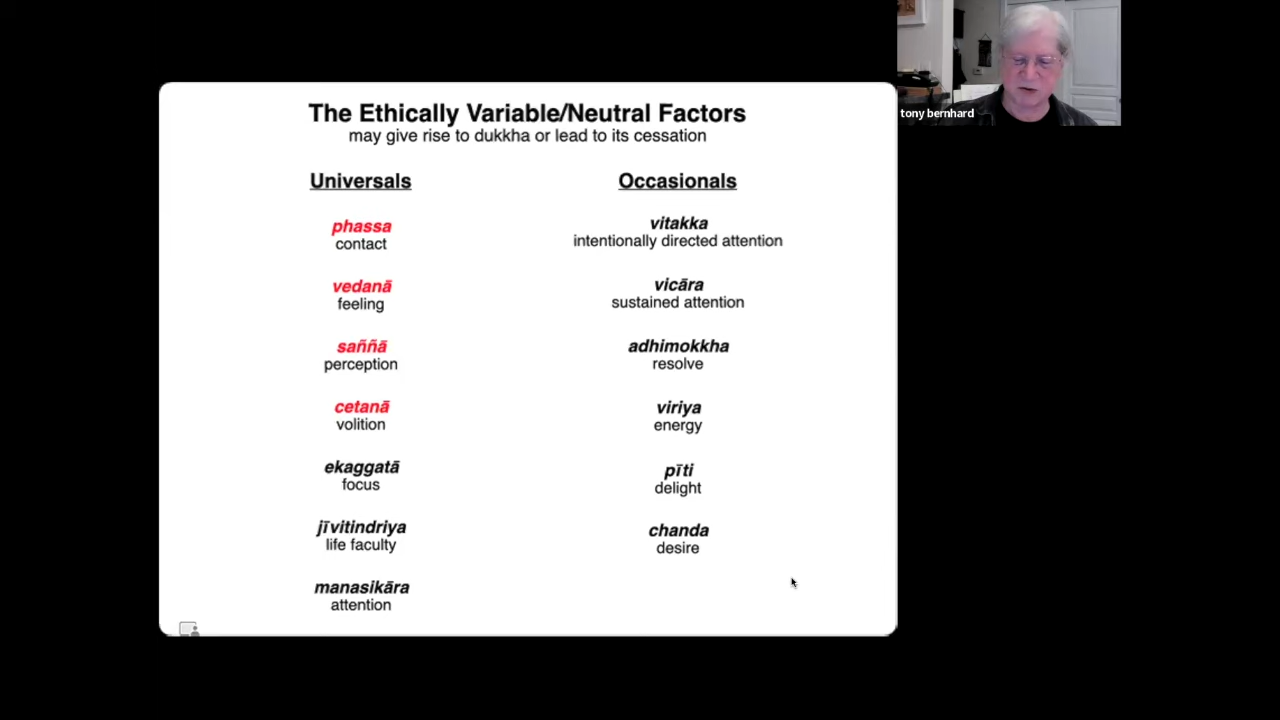 The Ethically Variable/Neutral Factors
may give rise to dukkha or lead to its cessation
Universals
phassa
contact
vedanā
feeling
saññā
perception
cetanā
volition
ekaggatā
focus
jīvitindriya
life faculty
manasikāra
attention
Occasionals
vitakka
intentionally directed attention
vicāra
sustained attention
adhimokkha
resolve
viriya
energy
pīti
delight
chanda
desire
tony bernhard